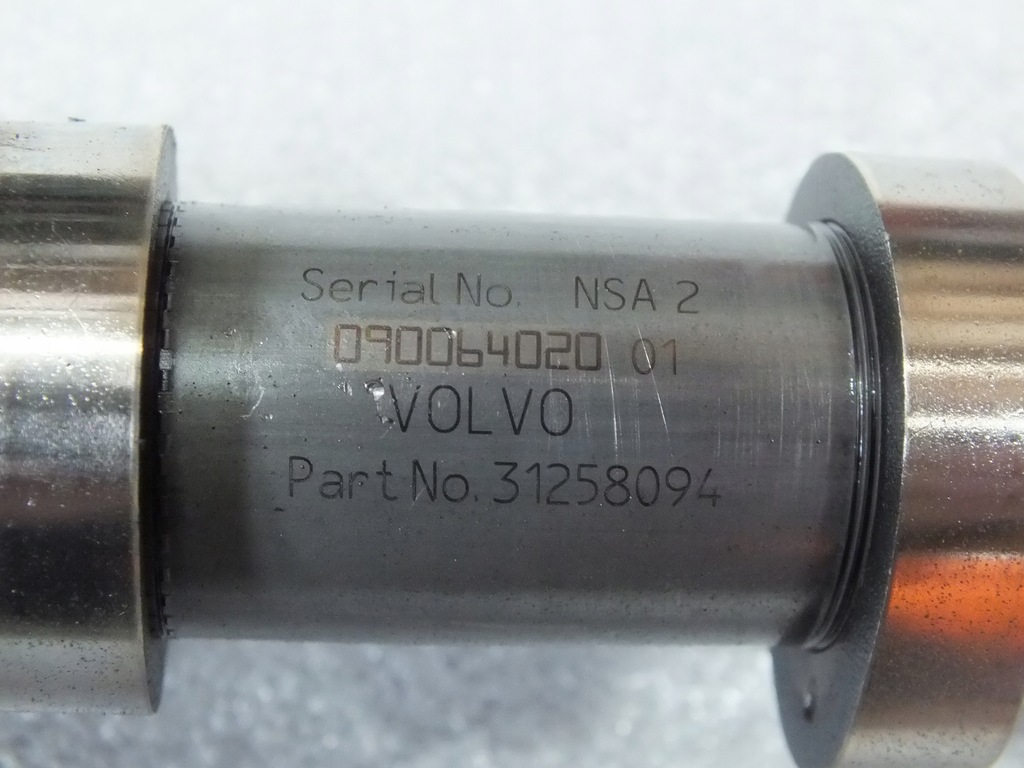 Serial No. NSA 2
090064020 01
VOLVO
Part No. 31258094